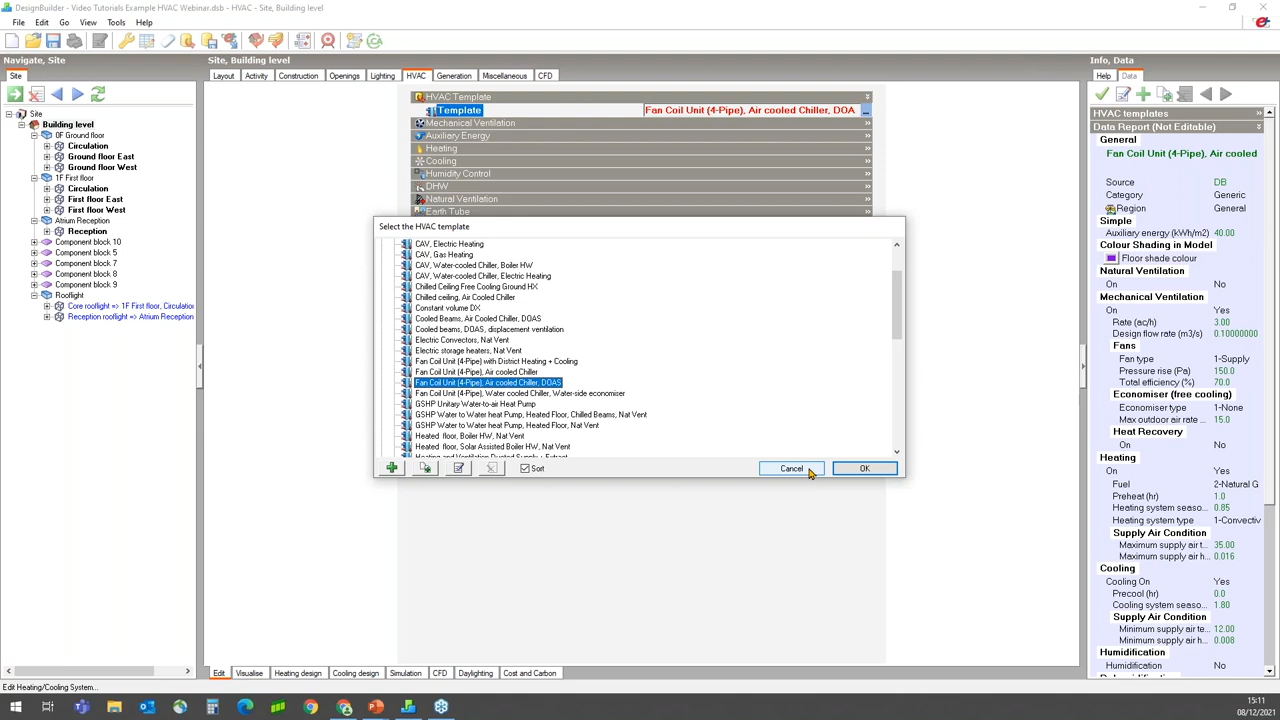 DesignBuilder - Video Tutorials Example HVAC Webinar.dsb - HVAC - Site, Building level
File Edit Go View Tools Help
Navigate, Site
Site
Site
Building level
0F Ground floor
Circulation
Ground floor East
Ground floor West
1F First floor
Circulation
First floor East
First floor West
Atrium Reception
Reception
Component block 10
Component block 5
Component block 7
Component block 8
Component block 9
Rooflight
Core rooflight => 1F First floor, Circulation
Reception rooflight => Atrium Reception
Site, Building level
Layout Activity Construction Openings Lighting HVAC Generation Miscellaneous CFD
HVAC Template
Template Fan Coil Unit (4-Pipe), Air cooled Chiller, DOA
Mechanical Ventilation
Auxiliary Energy
Heating
Cooling
Humidity Control
DHW
Natural Ventilation
Earth Tube
Select the HVAC template
CAV, Electric Heating
CAV, Gas Heating
CAV, Water-cooled Chiller, Boiler HW
CAV, Water-cooled Chiller, Electric Heating
Chilled Ceiling Free Cooling Ground HX
Chilled ceiling, Air Cooled Chiller
Constant volume DX
Cooled Beams, Air Cooled Chiller, DOAS
Cooled beams, DOAS, displacement ventilation
Electric Convectors, Nat Vent
Electric storage heaters, Nat Vent
Fan Coil Unit (4-Pipe) with District Heating + Cooling
Fan Coil Unit (4-Pipe), Air cooled Chiller
Fan Coil Unit (4-Pipe), Air cooled Chiller, DOAS
Fan Coil Unit (4-Pipe), Water cooled Chiller, Water-side economiser
GSHP Unitary Water-to-air Heat Pump
GSHP Water to Water heat Pump, Heated Floor, Chilled Beams, Nat Vent
GSHP Water to Water heat Pump, Heated Floor, Nat Vent
Heated floor, Boiler HW, Nat Vent
Heated floor, Solar Assisted Boiler HW, Nat Vent
Heating and Ventilation Ducted Supply + Extract
Sort Cancel OK
Edit Visualise Heating design Cooling design Simulation CFD Daylighting Cost and Carbon
Info, Data
Help Data
HVAC templates
Data Report (Not Editable)
General
Fan Coil Unit (4-Pipe), Air cooled
Source DB
Category Generic
Region General
Simple
Auxiliary energy (kWh/m2) 40.00
Colour Shading in Model
Floor shade colour
Natural Ventilation
On No
Mechanical Ventilation
On Yes
Rate (ac/h) 3.00
Design flow rate (m3/s) 0.10000000
Fans
Fan type 1-Supply
Pressure rise (Pa) 150.0
Total efficiency (%) 70.0
Economiser (free cooling)
Economiser type 1-None
Max outdoor air rate ... 15.0
Heat Recovery
On No
Heating
On Yes
Fuel 2-Natural G
Preheat (hr) 1.0
Heating system seaso... 0.85
Heating system type 1-Convectiv
Supply Air Condition
Maximum supply air t... 35.00
Maximum supply air h... 0.016
Cooling
Cooling On Yes
Precool (hr) 0.0
Cooling system seaso... 1.80
Supply Air Condition
Minimum supply air te... 12.00
Minimum supply air h... 0.008
Humidification
Humidification No
Edit Heating/Cooling System...
15:11
08/12/2021